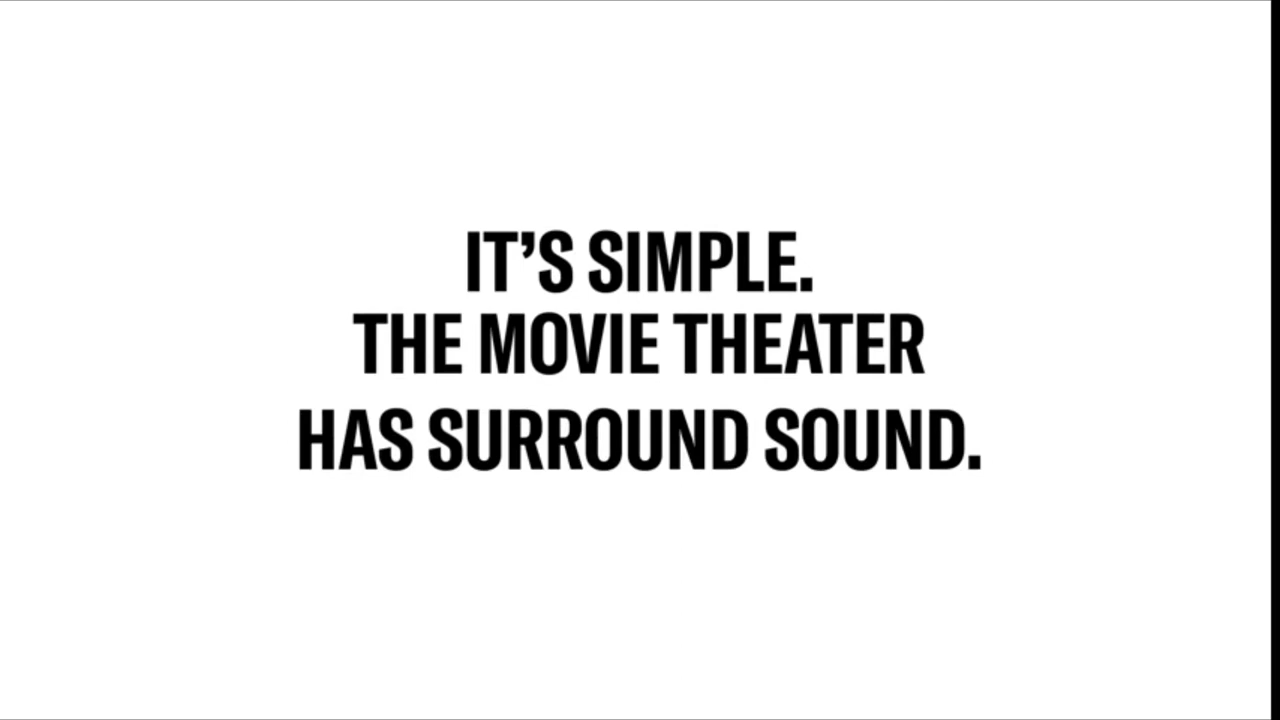 IT’S SIMPLE.
THE MOVIE THEATER
HAS SURROUND SOUND.